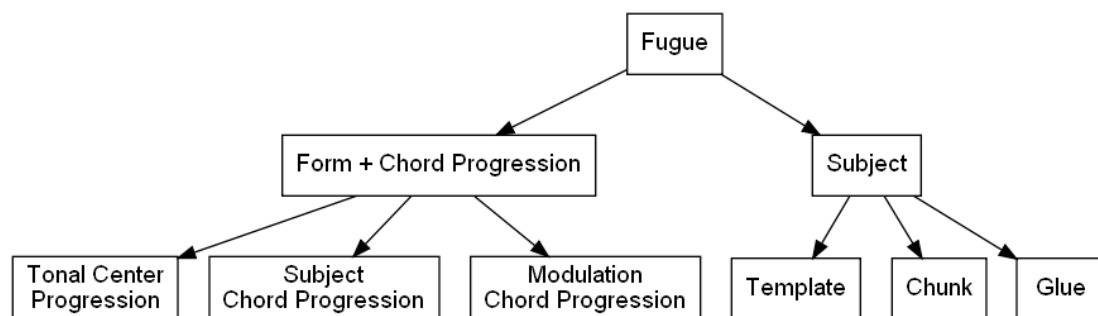 Fugue
Form + Chord Progression
Subject
Tonal Center
Progression
Subject
Chord Progression
Modulation
Chord Progression
Template
Chunk
Glue